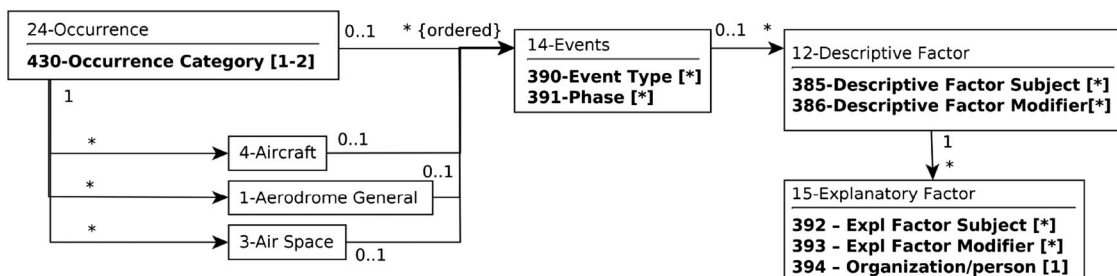 24-Occurrence
430-Occurrence Category [1-2]
0..1
* {ordered}
14-Events
390-Event Type [*]
391-Phase [*]
0..1
*
12-Descriptive Factor
385-Descriptive Factor Subject [*]
386-Descriptive Factor Modifier[*]
1
*
4-Aircraft
0..1
*
1-Aerodrome General
0..1
*
3-Air Space
0..1
1
*
15-Explanatory Factor
392 – Expl Factor Subject [*]
393 – Expl Factor Modifier [*]
394 – Organization/person [1]